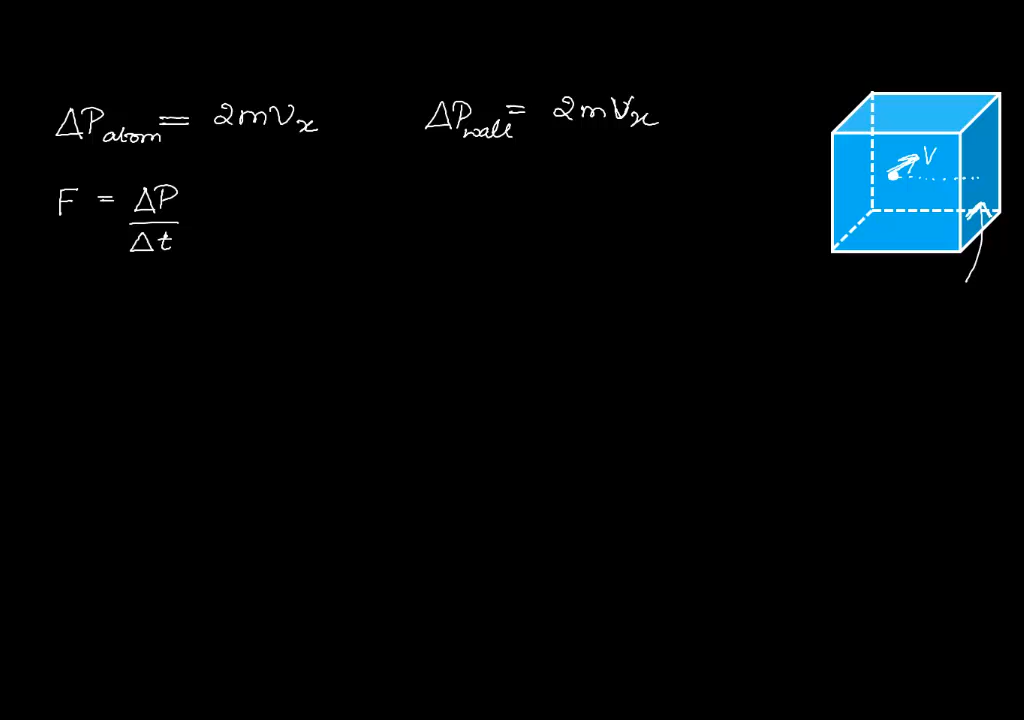 ΔP_atom = 2mV_x ΔP_wall = 2mV_x
F = ΔP/Δt
V